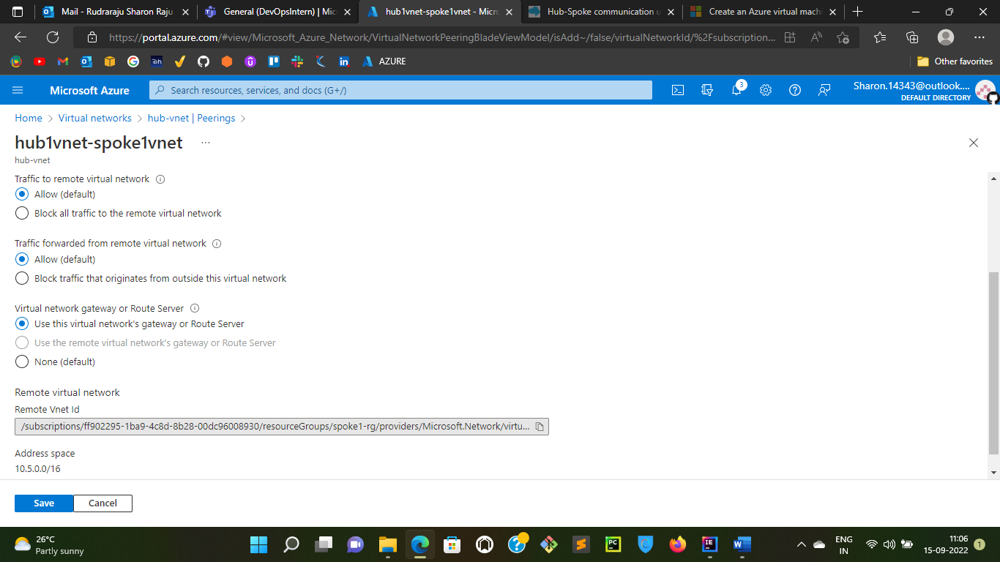 Mail - Rudraraju Sharon Raju
General (DevOpsIntern) | Mic
hub1vnet-spoke1vnet - Micro
Hub-Spoke communication u
Create an Azure virtual machi
https://portal.azure.com/#view/Microsoft_Azure_Network/VirtualNetworkPeeringBladeViewModel/isAdd~/false/virtualNetworkId/%2Fsubscription...
AZURE
Other favorites
Microsoft Azure
Search resources, services, and docs (G+/)
3
Sharon.14343@outlook....
DEFAULT DIRECTORY
Home > Virtual networks > hub-vnet | Peerings >
hub1vnet-spoke1vnet ...
hub-vnet
Traffic to remote virtual network
Allow (default)
Block all traffic to the remote virtual network
Traffic forwarded from remote virtual network
Allow (default)
Block traffic that originates from outside this virtual network
Virtual network gateway or Route Server
Use this virtual network's gateway or Route Server
Use the remote virtual network's gateway or Route Server
None (default)
Remote virtual network
Remote Vnet Id
/subscriptions/ff902295-1ba9-4c8d-8b28-00dc96008930/resourceGroups/spoke1-rg/providers/Microsoft.Network/virtu...
Address space
10.5.0.0/16
Save
Cancel
26°C
Partly sunny
ENG
IN
11:06
15-09-2022
1